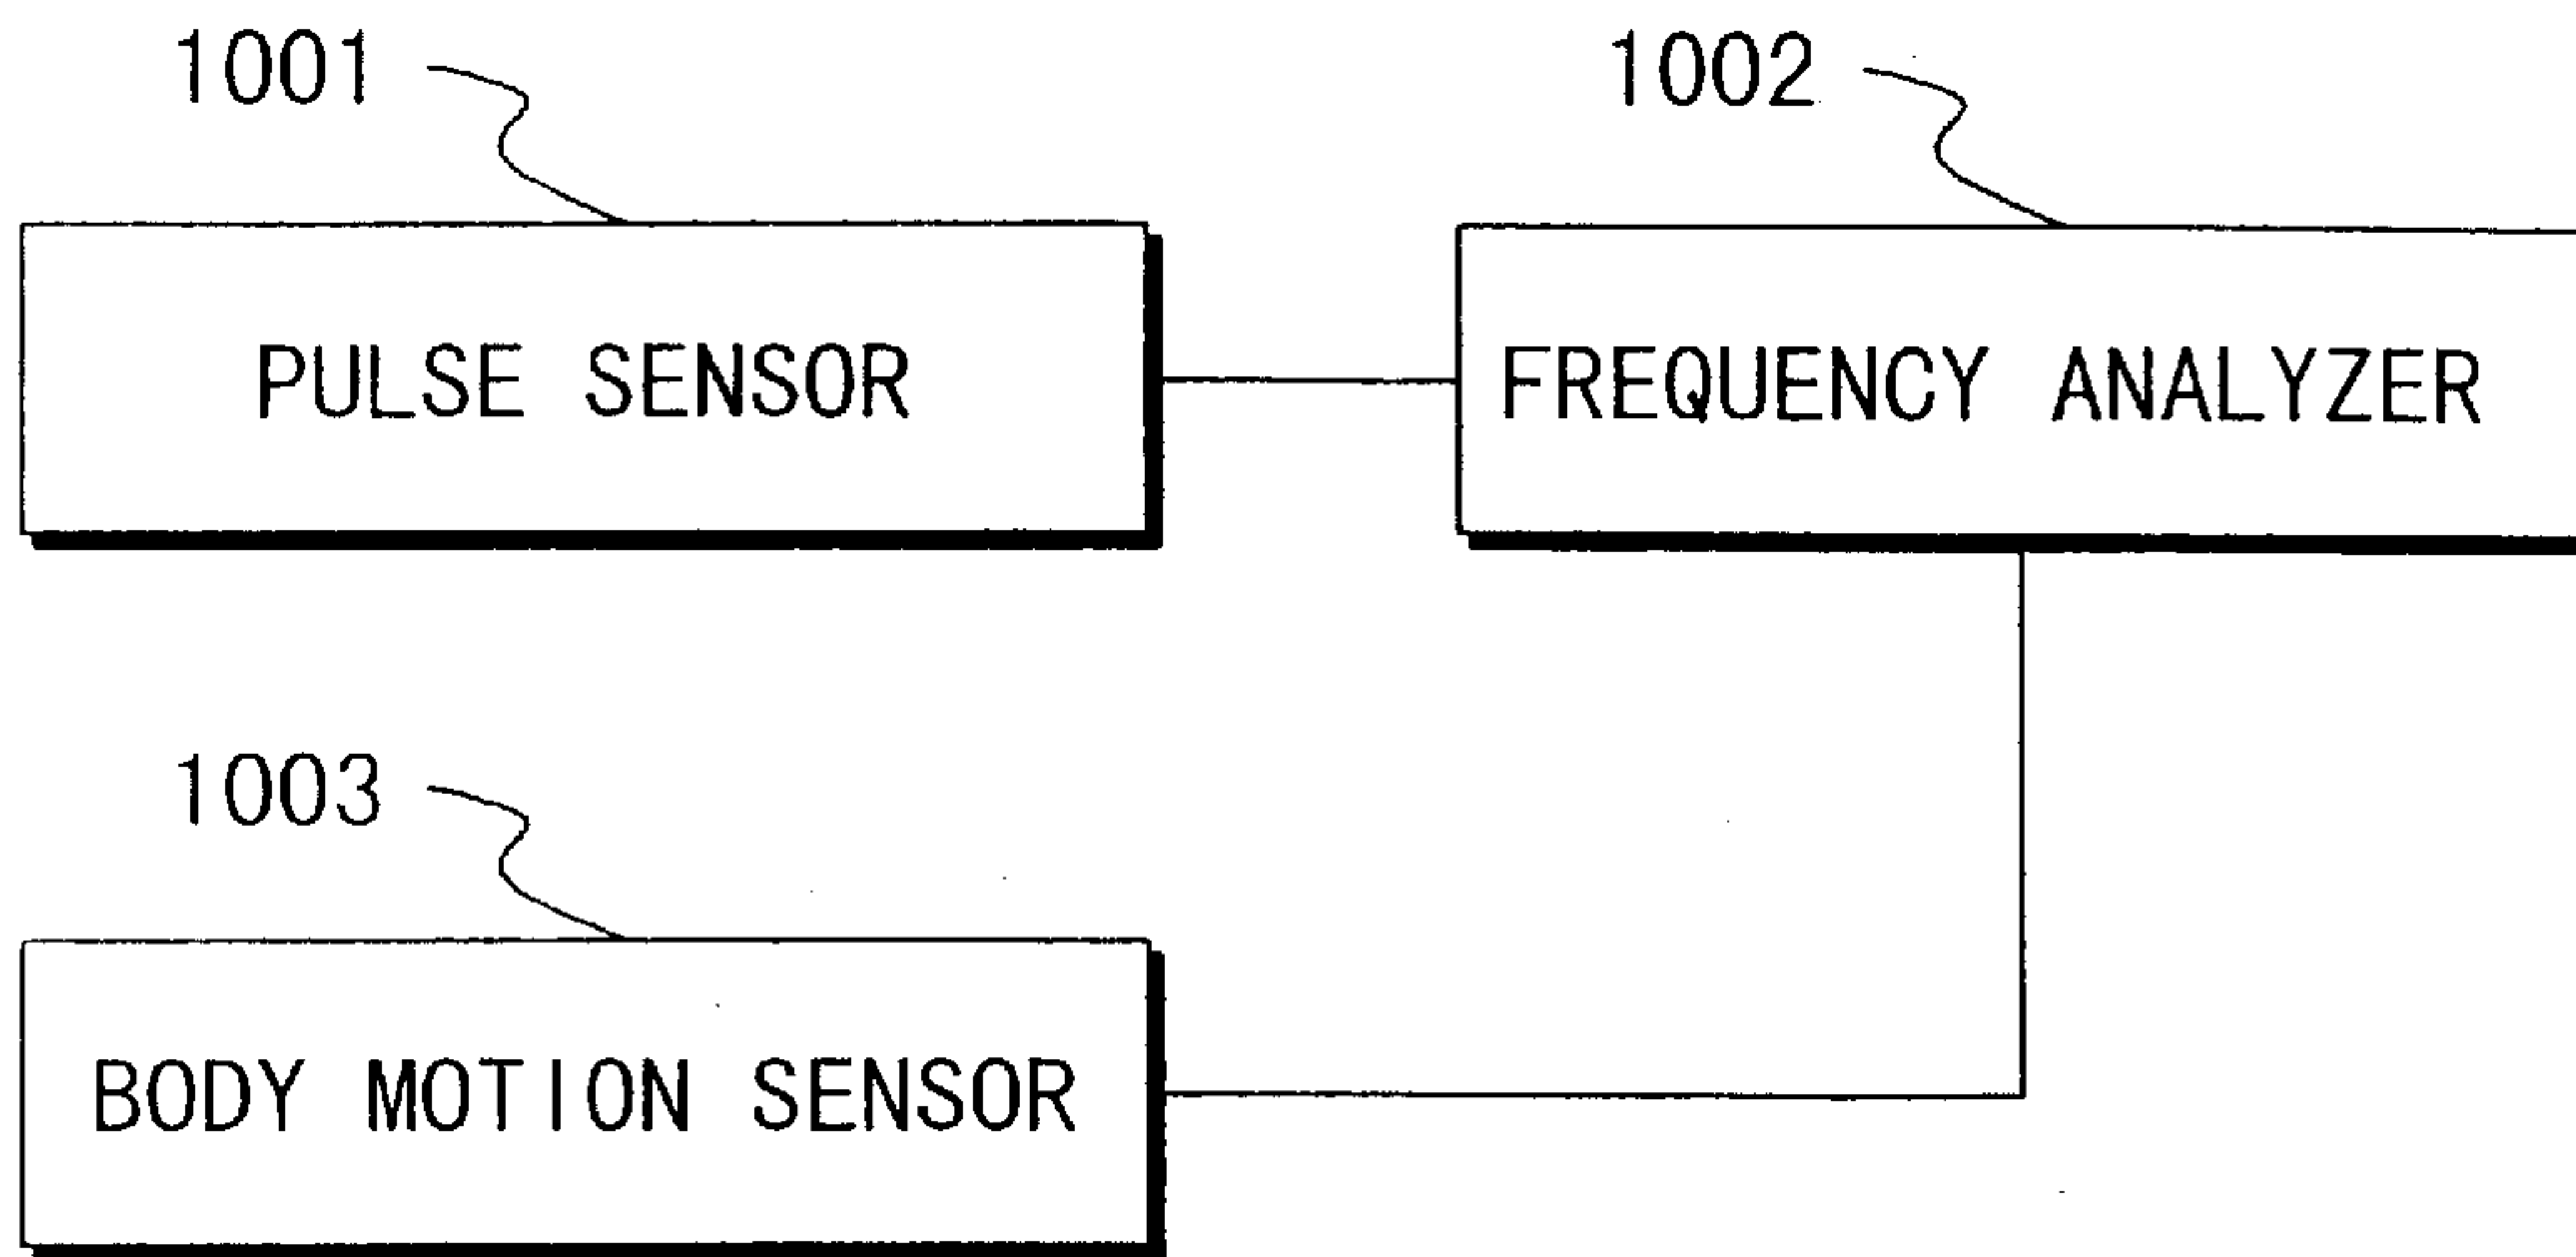 1001
1002
PULSE SENSOR
FREQUENCY ANALYZER
1003
BODY MOTION SENSOR